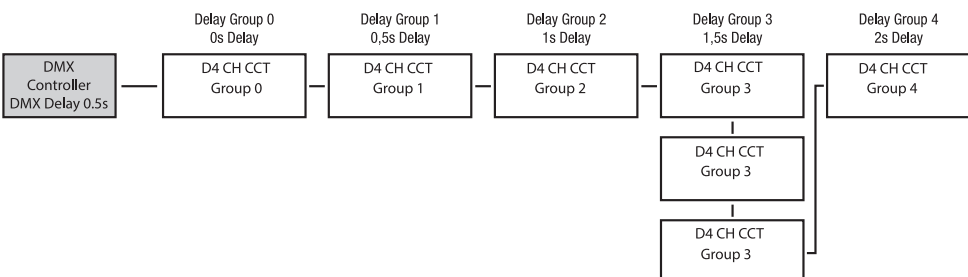 Delay Group 0
0s Delay
Delay Group 1
0,5s Delay
Delay Group 2
1s Delay
Delay Group 3
1,5s Delay
Delay Group 4
2s Delay
DMX
Controller
DMX Delay 0.5s
D4 CH CCT
Group 0
D4 CH CCT
Group 1
D4 CH CCT
Group 2
D4 CH CCT
Group 3
D4 CH CCT
Group 4
D4 CH CCT
Group 3
D4 CH CCT
Group 3